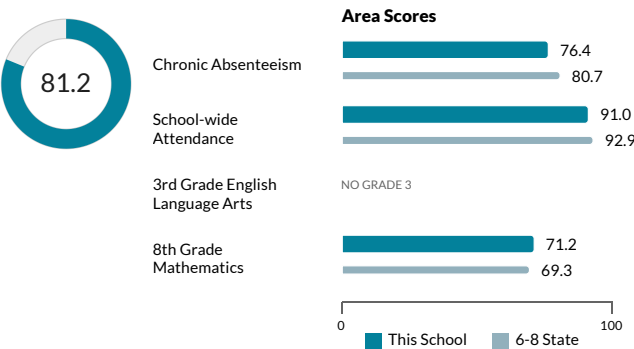 Area Scores
81.2
Chronic Absenteeism
76.4
80.7
School-wide
Attendance
91.0
92.9
3rd Grade English
Language Arts
NO GRADE 3
8th Grade
Mathematics
71.2
69.3
0
100
This School
6-8 State